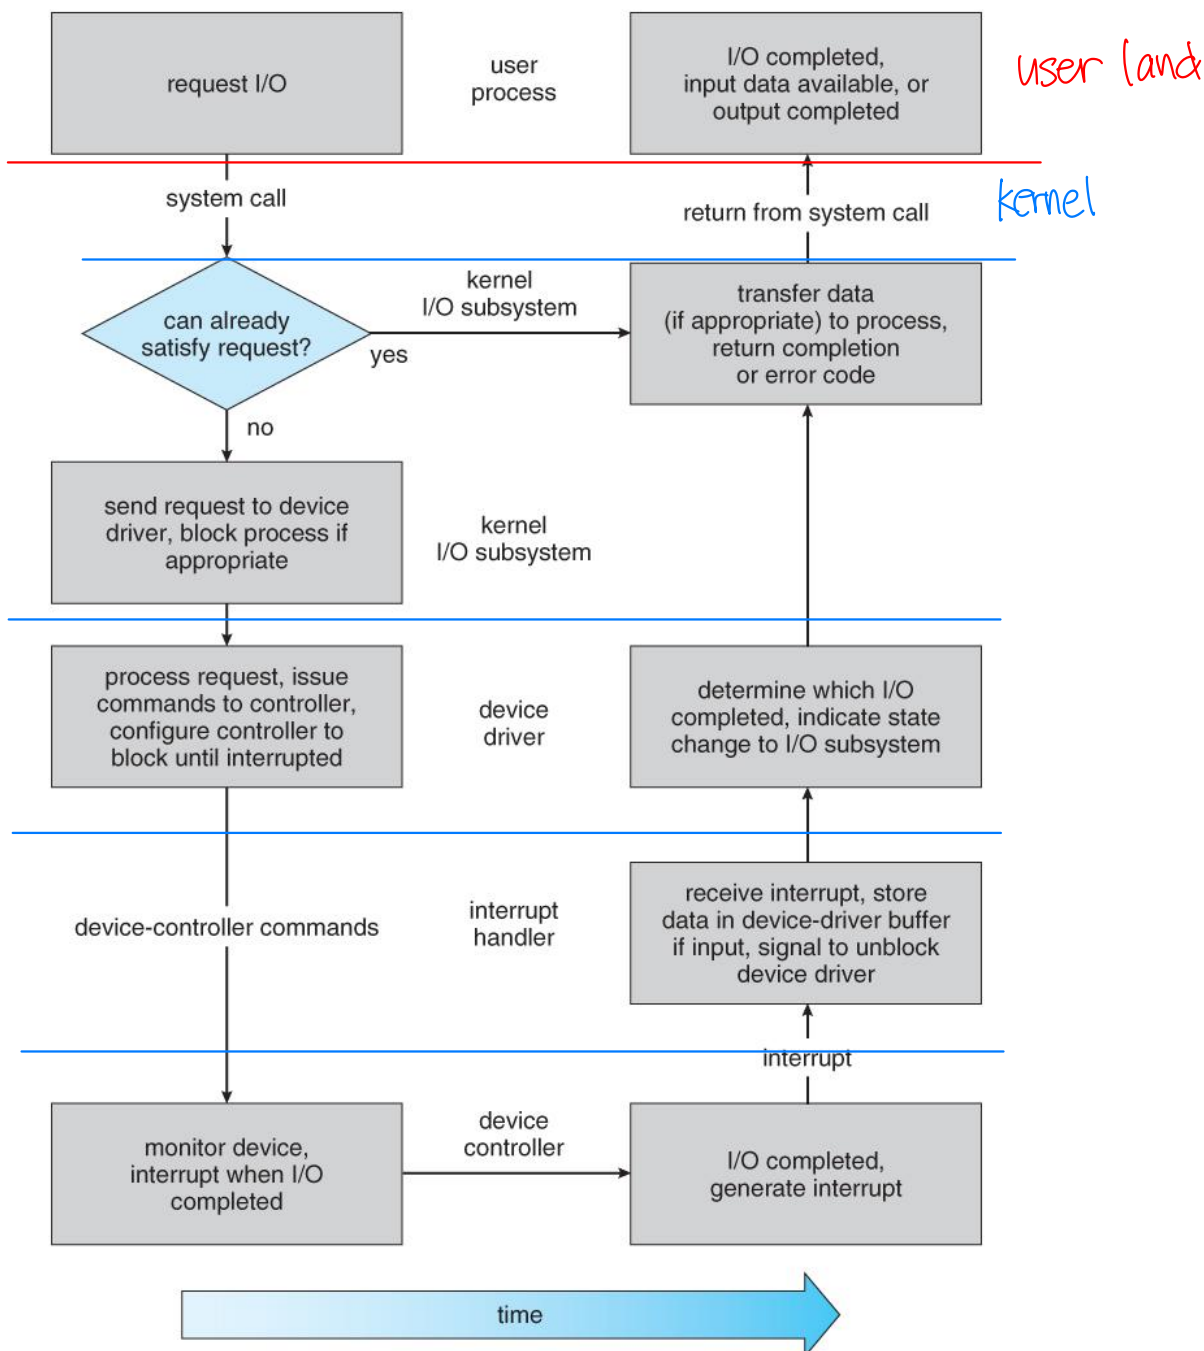 request I/O
user
process
I/O completed,
input data available, or
output completed
user land
system call
return from system call
kernel
can already
satisfy request?
kernel
I/O subsystem
yes
transfer data
(if appropriate) to process,
return completion
or error code
no
send request to device
driver, block process if
appropriate
kernel
I/O subsystem
process request, issue
commands to controller,
configure controller to
block until interrupted
device
driver
determine which I/O
completed, indicate state
change to I/O subsystem
device-controller commands
interrupt
handler
receive interrupt, store
data in device-driver buffer
if input, signal to unblock
device driver
interrupt
monitor device,
interrupt when I/O
completed
device
controller
I/O completed,
generate interrupt
time